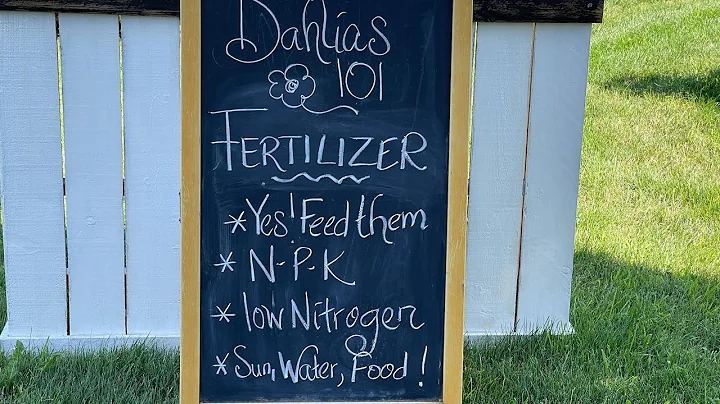 Dahlias
101
FERTILIZER
* Yes! Feed them
* N-P-K
* low Nitrogen
* Sun, Water, Food!